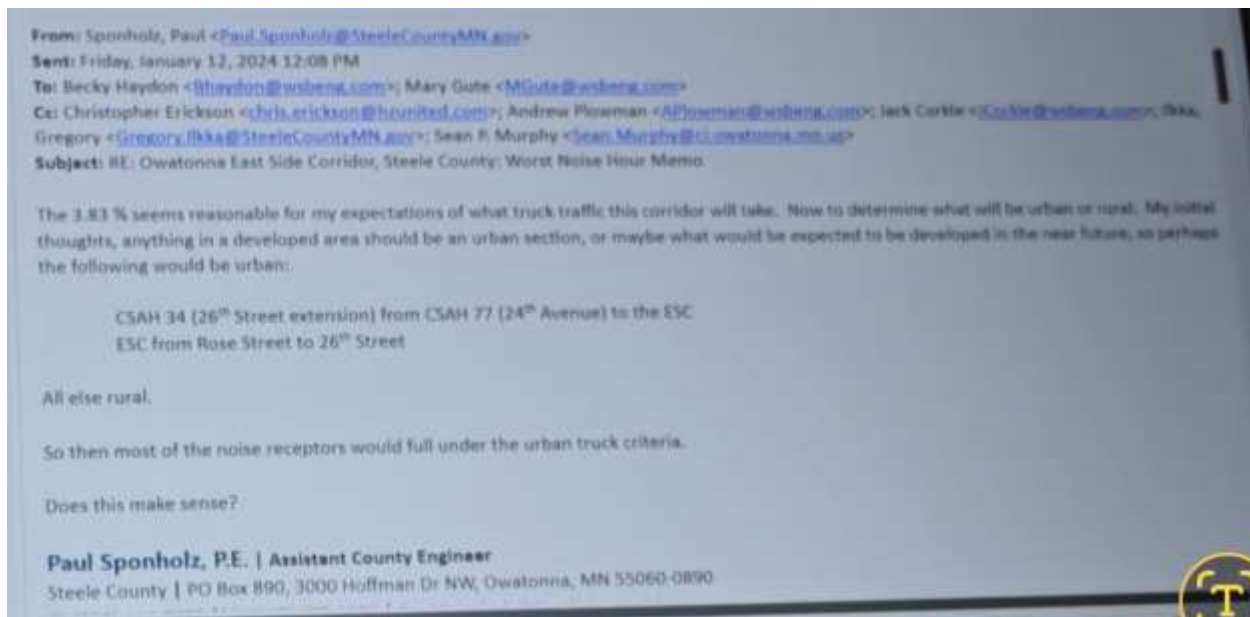 From: Sponholz, Paul <Paul.Sponholz@SteeleCountyMN.gov>
Sent: Friday, January 12, 2024 12:08 PM
To: Becky Haydon <Bhaydon@wsbeng.com>; Mary Gute <MGute@wsbeng.com>
Cc: Christopher Erickson <chris.erickson@hrunited.com>; Andrew Plowman <APlowman@wsbeng.com>; Jack Corkle <JCorkle@wsbeng.com>; Ilkka,
Gregory <Gregory.Ilkka@SteeleCountyMN.gov>; Sean P. Murphy <Sean.Murphy@ci.owatonna.mn.us>
Subject: RE: Owatonna East Side Corridor, Steele County: Worst Noise Hour Memo
The 3.83 % seems reasonable for my expectations of what truck traffic this corridor will take. Now to determine what will be urban or rural. My initial
thoughts, anything in a developed area should be an urban section, or maybe what would be expected to be developed in the near future, so perhaps
the following would be urban:
CSAH 34 (26th Street extension) from CSAH 77 (24th Avenue) to the ESC
ESC from Rose Street to 26th Street
All else rural.
So then most of the noise receptors would full under the urban truck criteria.
Does this make sense?
Paul Sponholz, P.E. | Assistant County Engineer
Steele County | PO Box 890, 3000 Hoffman Dr NW, Owatonna, MN 55060-0890
T